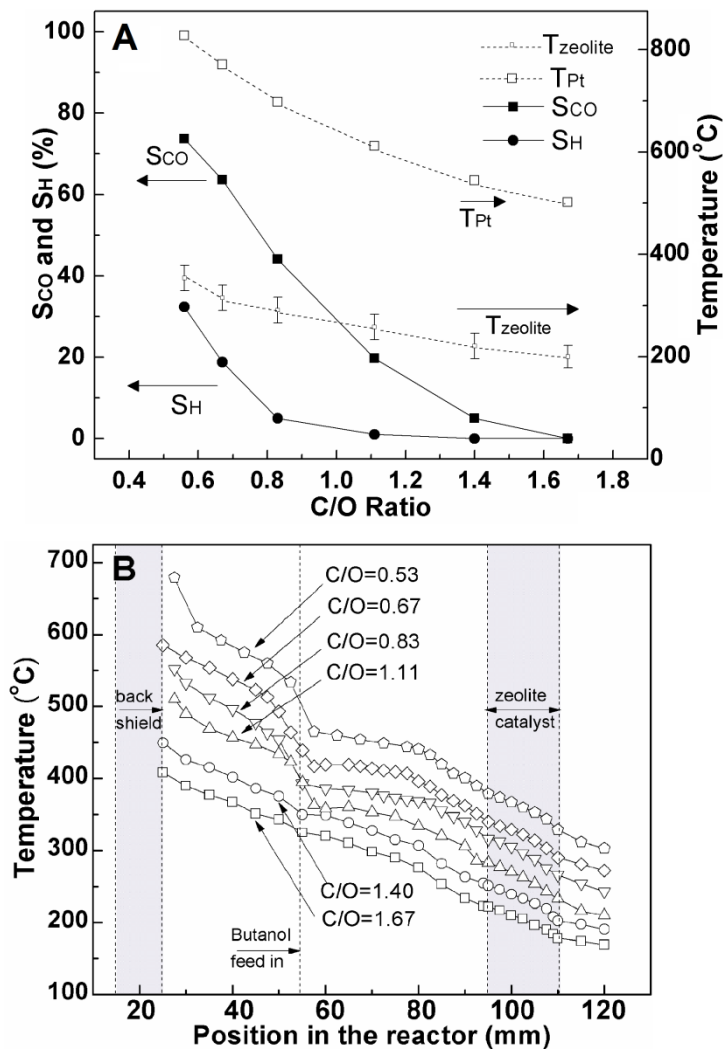 A
100
80
60
40
20
0
SCO and SH (%)
800
600
400
200
0
Temperature (°C)
Tzeolite
TPt
SCO
SH
SCO
TPt
Tzeolite
SH
0.4 0.6 0.8 1.0 1.2 1.4 1.6 1.8
C/O Ratio
B
700
600
500
400
300
200
100
Temperature (°C)
C/O=0.53
C/O=0.67
C/O=0.83
C/O=1.11
back
shield
zeolite
catalyst
C/O=1.40
C/O=1.67
Butanol
feed in
20 40 60 80 100 120
Position in the reactor (mm)